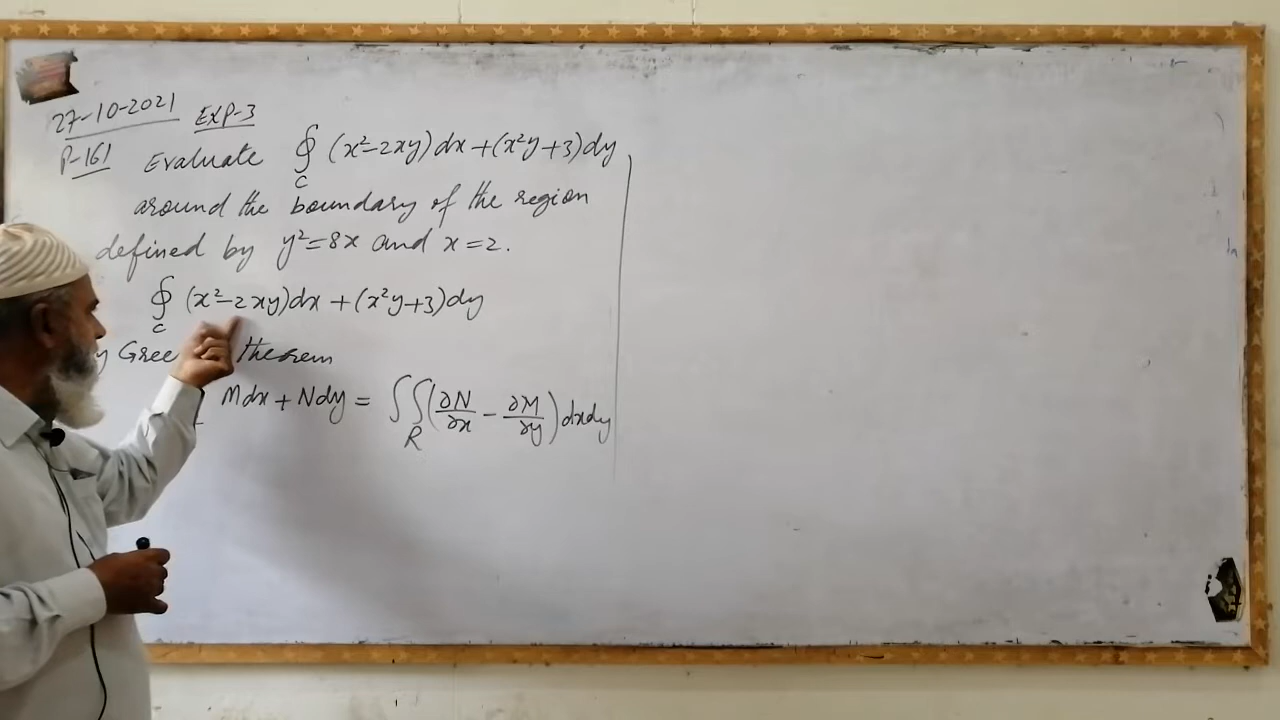 27-10-2021 EXP-3
P-161 Evaluate ∮_C (x²-2xy)dx+(x²y+3)dy
around the boundary of the region
defined by y²=8x and x=2.
∮_C (x²-2xy)dx+(x²y+3)dy
theorem
Mdx+Ndy = ∬_R (∂N/∂x - ∂M/∂y) dxdy